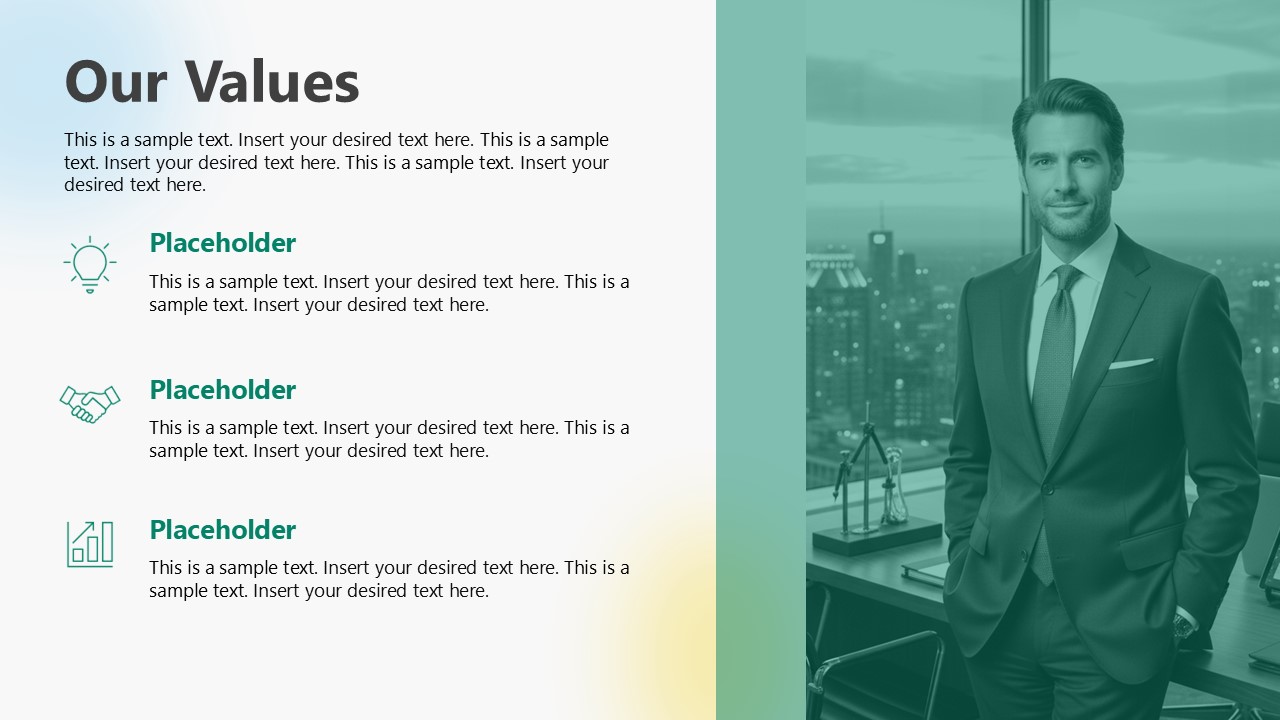 Our Values
This is a sample text. Insert your desired text here. This is a sample
text. Insert your desired text here. This is a sample text. Insert your
desired text here.
Placeholder
This is a sample text. Insert your desired text here. This is a
sample text. Insert your desired text here.
Placeholder
This is a sample text. Insert your desired text here. This is a
sample text. Insert your desired text here.
Placeholder
This is a sample text. Insert your desired text here. This is a
sample text. Insert your desired text here.